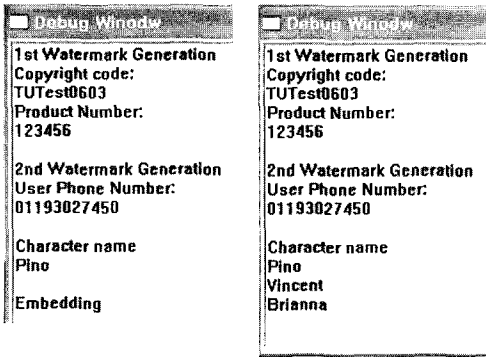 Debug Winodw
1st Watermark Generation
Copyright code:
TUTest0603
Product Number:
123456
2nd Watermark Generation
User Phone Number:
01193027450
Character name
Pino
Embedding
Debug Winodw
1st Watermark Generation
Copyright code:
TUTest0603
Product Number:
123456
2nd Watermark Generation
User Phone Number:
01193027450
Character name
Pino
Vincent
Brianna